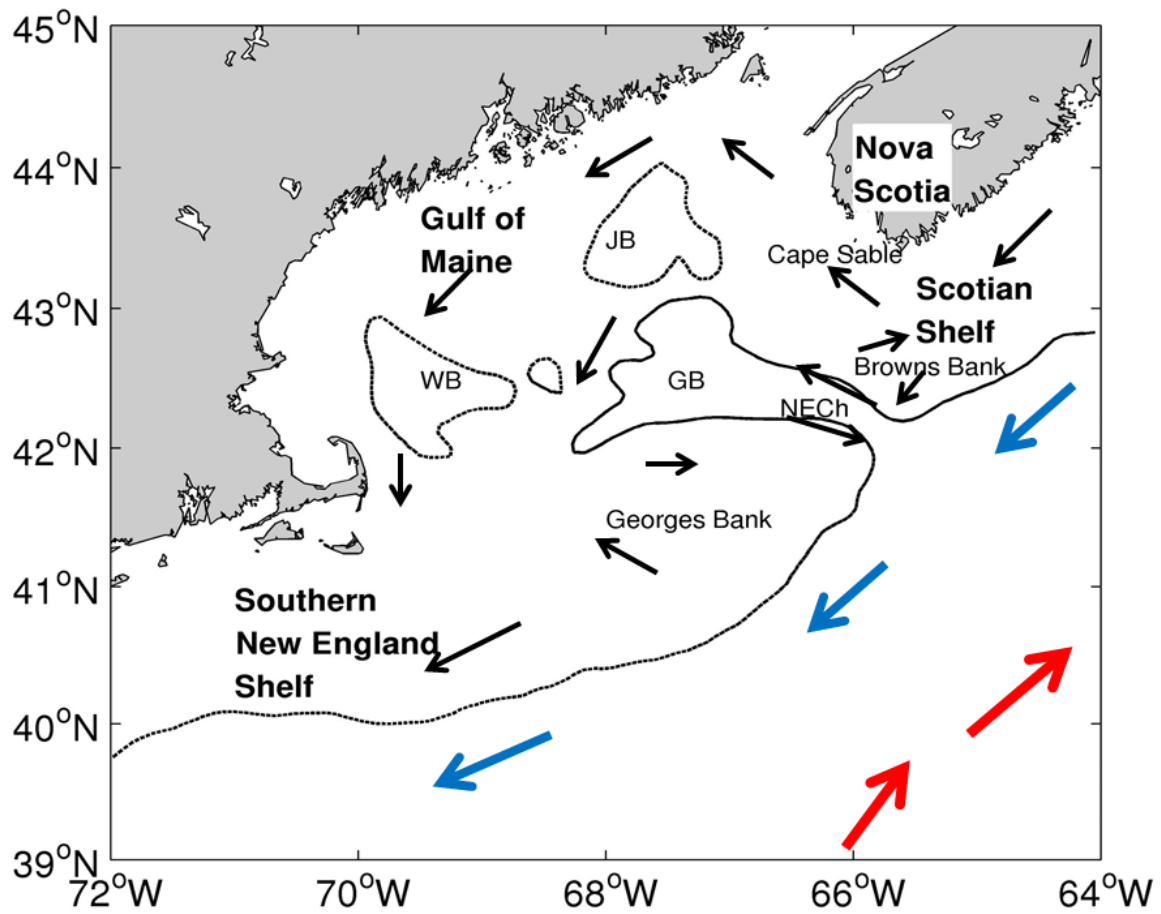 45°N
44°N
43°N
42°N
41°N
40°N
39°N
72°W
70°W
68°W
66°W
64°W
Nova
Scotia
Gulf of
Maine
JB
Cape Sable
Scotian
Shelf
Browns Bank
WB
GB
NECh
Georges Bank
Southern
New England
Shelf